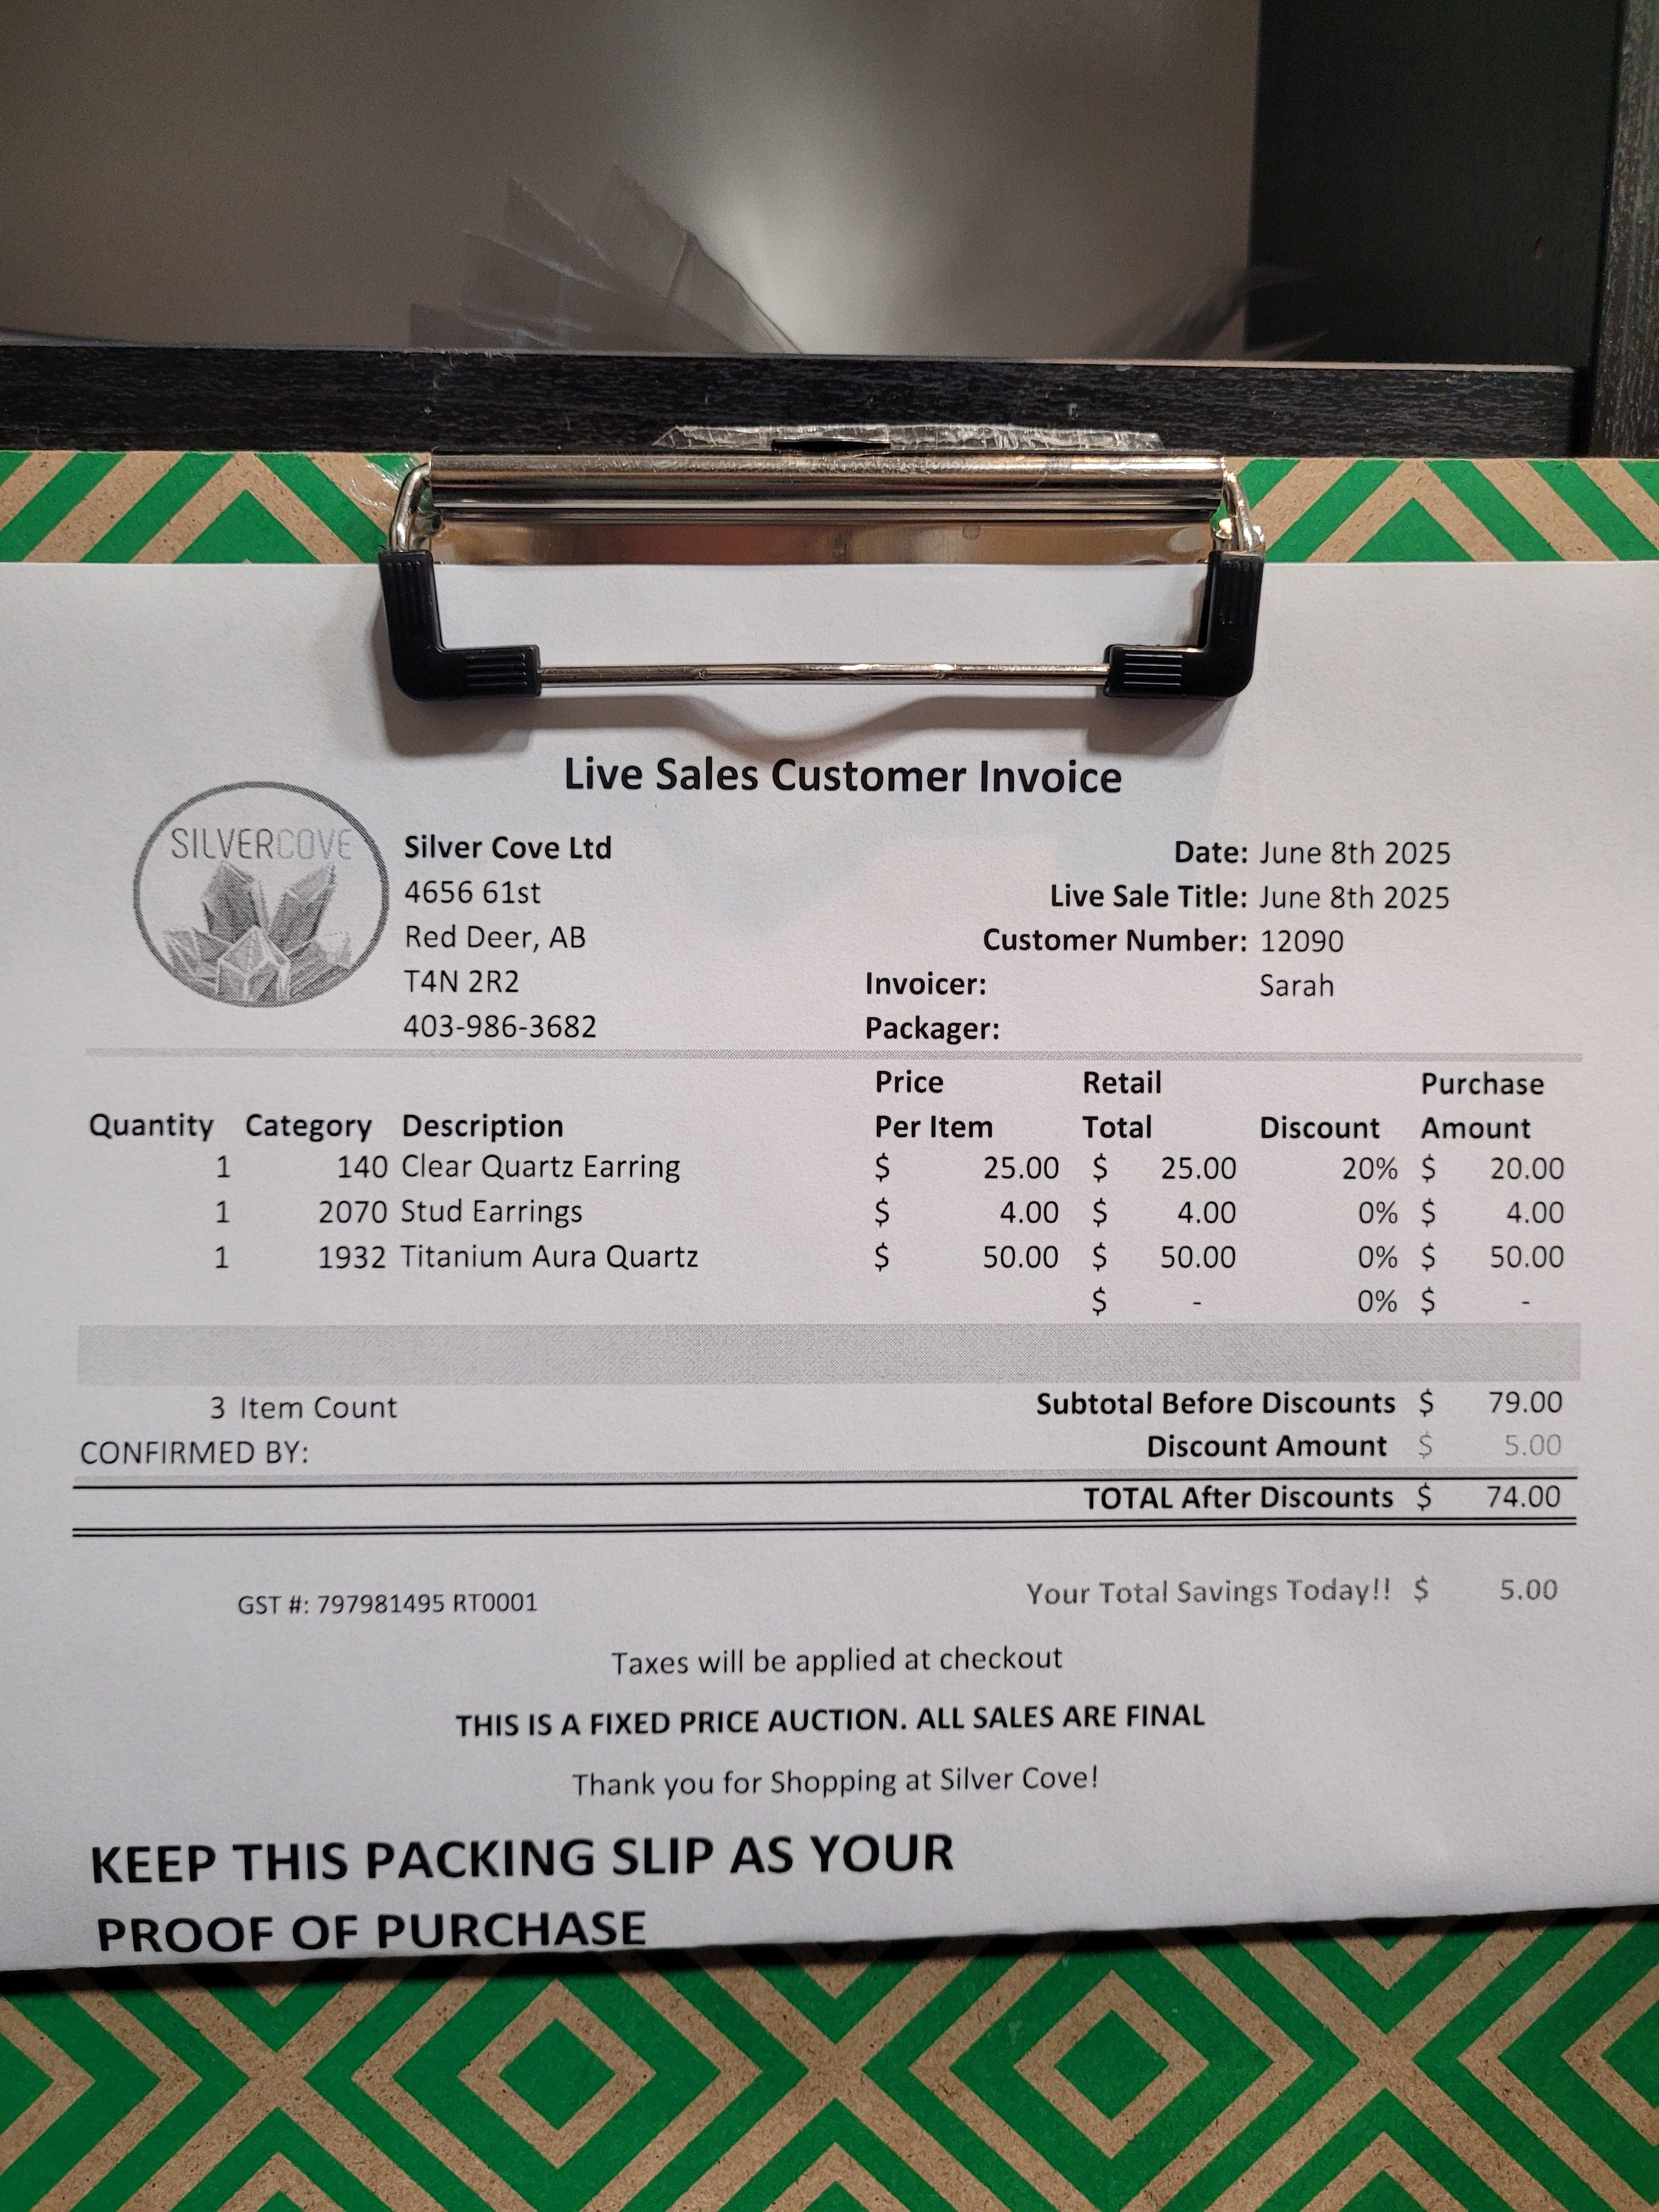 Live Sales Customer Invoice
SILVERCOVE
Silver Cove Ltd
4656 61st
Red Deer, AB
T4N 2R2
403-986-3682
Date: June 8th 2025
Live Sale Title: June 8th 2025
Customer Number: 12090
Invoicer: Sarah
Packager:
Quantity Category Description Price Per Item Retail Total Discount Purchase Amount
1 140 Clear Quartz Earring $ 25.00 $ 25.00 20% $ 20.00
1 2070 Stud Earrings $ 4.00 $ 4.00 0% $ 4.00
1 1932 Titanium Aura Quartz $ 50.00 $ 50.00 0% $ 50.00
$ - 0% $ -
3 Item Count Subtotal Before Discounts $ 79.00
CONFIRMED BY: Discount Amount $ 5.00
TOTAL After Discounts $ 74.00
GST #: 797981495 RT0001 Your Total Savings Today!! $ 5.00
Taxes will be applied at checkout
THIS IS A FIXED PRICE AUCTION. ALL SALES ARE FINAL
Thank you for Shopping at Silver Cove!
KEEP THIS PACKING SLIP AS YOUR
PROOF OF PURCHASE